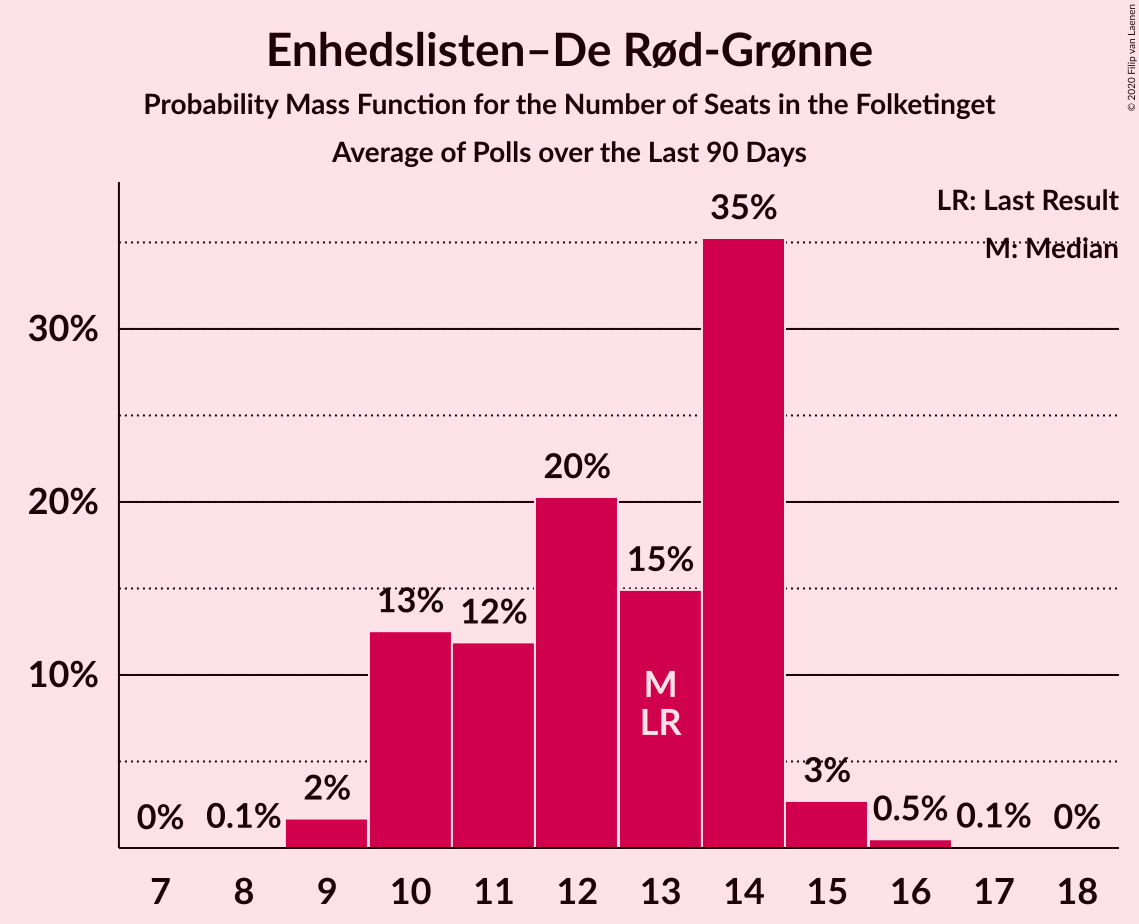 Enhedslisten–De Rød-Grønne
Probability Mass Function for the Number of Seats in the Folketinget
Average of Polls over the Last 90 Days
© 2020 Filip van Laenen
LR: Last Result
M: Median
35%
30%
20%
20%
15%
13%
12%
10%
M
LR
3%
2%
0%
0.1%
0.5%
0.1%
0%
7 8 9 10 11 12 13 14 15 16 17 18